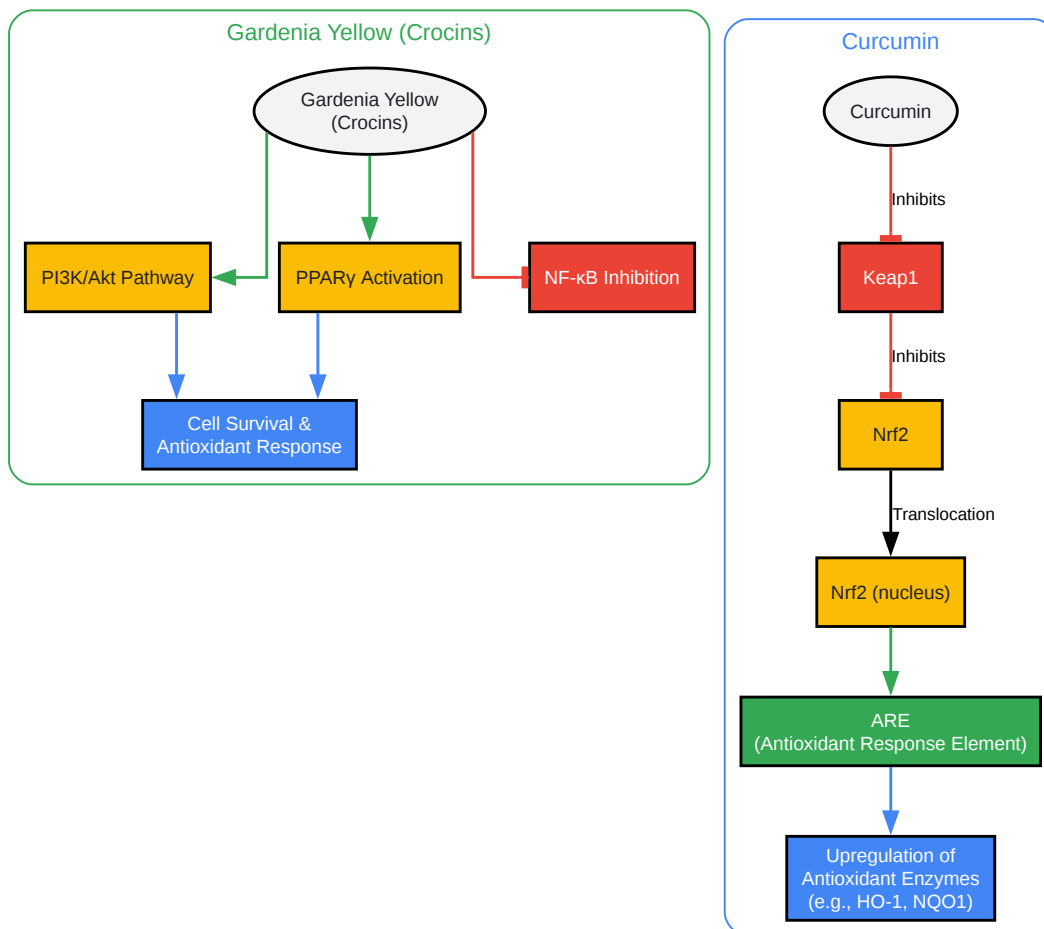 Gardenia Yellow (Crocins)
Gardenia Yellow
(Crocins)
PI3K/Akt Pathway
PPARγ Activation
NF-κB Inhibition
Cell Survival &
Antioxidant Response
Curcumin
Curcumin
Inhibits
Keap1
Inhibits
Nrf2
Translocation
Nrf2 (nucleus)
ARE
(Antioxidant Response Element)
Upregulation of
Antioxidant Enzymes
(e.g., HO-1, NQO1)